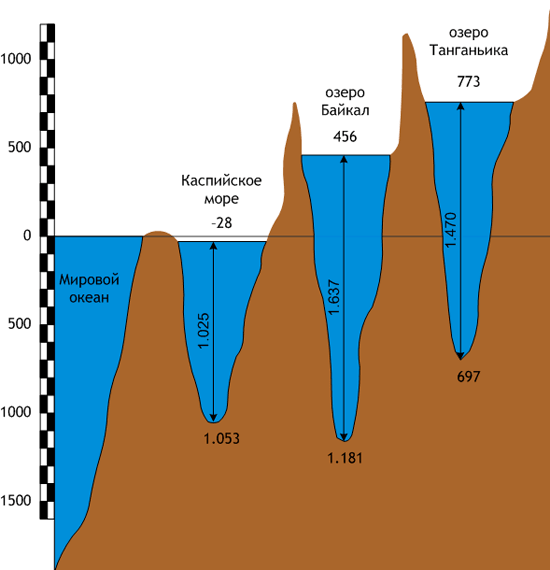 озеро
Танганьика
773
1000
озеро
Байкал
456
500
Каспийское
море
-28
0
1.470
Мировой
океан
1.637
1.025
500
697
1000
1.053
1.181
1500